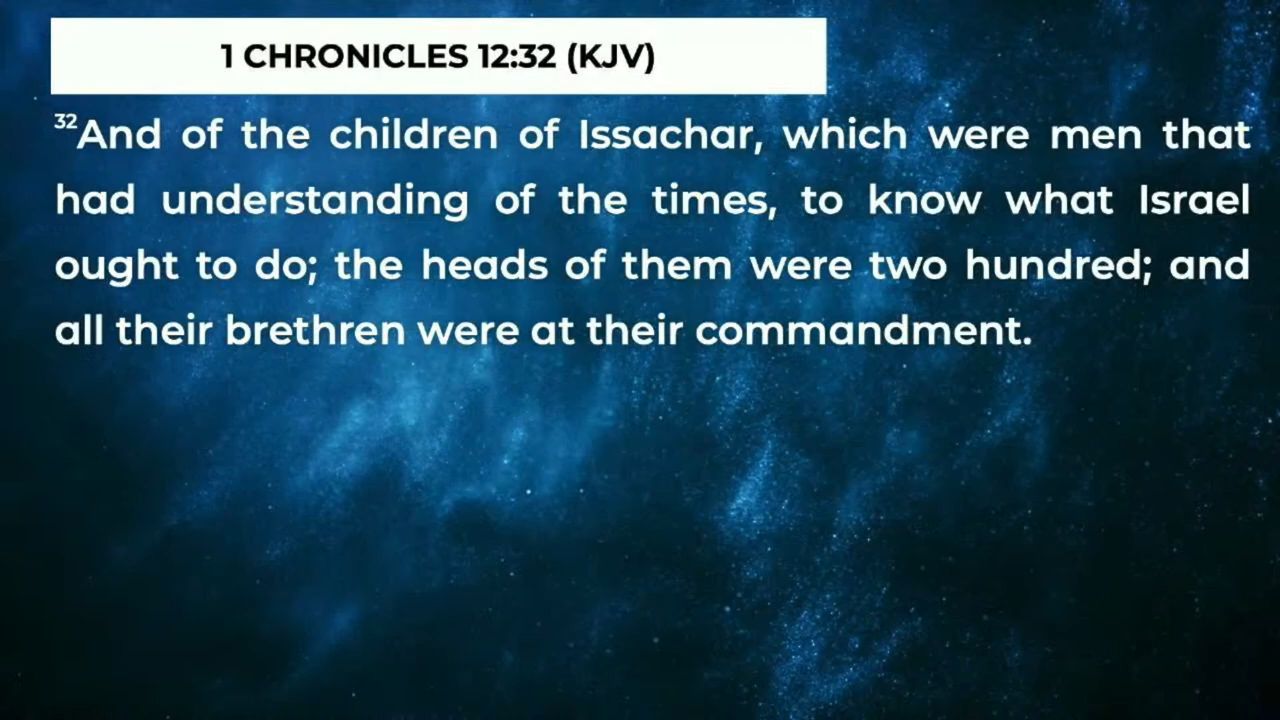 1 CHRONICLES 12:32 (KJV)
32And of the children of Issachar, which were men that
had understanding of the times, to know what Israel
ought to do; the heads of them were two hundred; and
all their brethren were at their commandment.